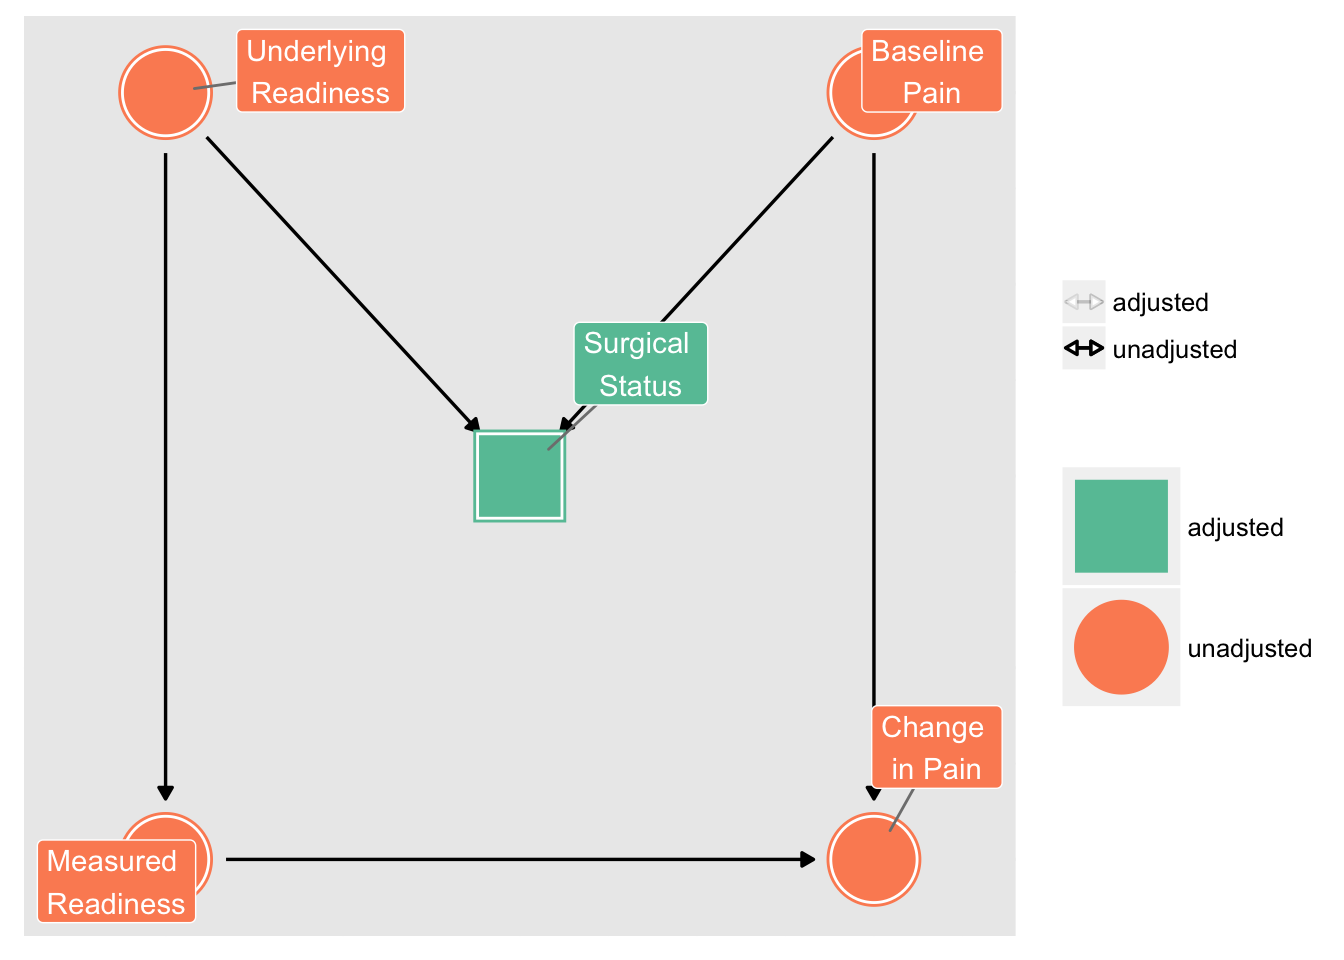 Underlying
Readiness
Baseline
Pain
Surgical
Status
Change
in Pain
Measured
Readiness
adjusted
unadjusted
adjusted
unadjusted